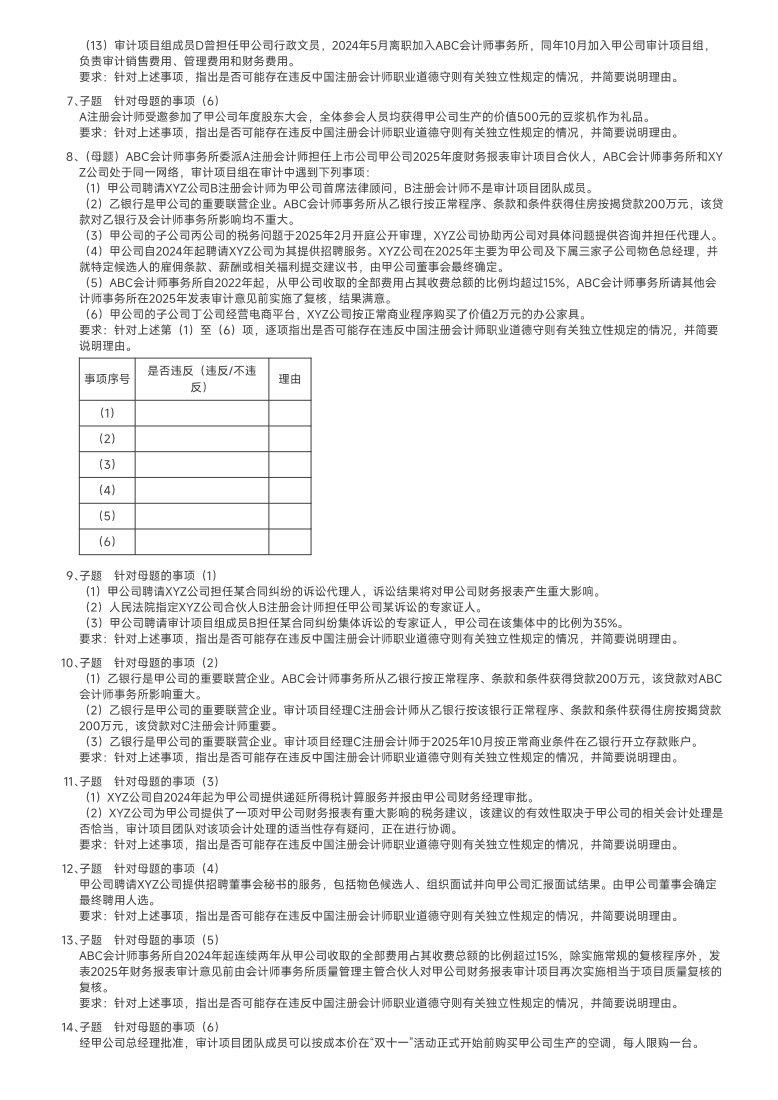 （13）审计项目组成员D曾担任甲公司行政文员，2024年5月离职加入ABC会计师事务所，同年10月加入甲公司审计项目组，
负责审计销售费用、管理费用和财务费用。
要求：针对上述事项，指出是否可能存在违反中国注册会计师职业道德守则有关独立性规定的情况，并简要说明理由。
7、子题 针对母题的事项（6）
A注册会计师受邀参加了甲公司年度股东大会，全体参会人员均获得甲公司生产的价值500元的豆浆机作为礼品。
要求：针对上述事项，指出是否可能存在违反中国注册会计师职业道德守则有关独立性规定的情况，并简要说明理由。
8、（母题）ABC会计师事务所委派A注册会计师担任上市公司甲公司2025年度财务报表审计项目合伙人，ABC会计师事务所和XY
Z公司处于同一网络，审计项目组在审计中遇到下列事项：
（1）甲公司聘请XYZ公司B注册会计师为甲公司首席法律顾问，B注册会计师不是审计项目团队成员。
（2）乙银行是甲公司的重要联营企业。ABC会计师事务所从乙银行按正常程序、条款和条件获得住房按揭贷款200万元，该贷
款对乙银行及会计师事务所影响均不重大。
（3）甲公司的子公司丙公司的税务问题于2025年2月开庭公开审理，XYZ公司协助丙公司对具体问题提供咨询并担任代理人。
（4）甲公司自2024年起聘请XYZ公司为其提供招聘服务。XYZ公司在2025年主要为甲公司及下属三家子公司物色总经理，并
就特定候选人的雇佣条款、薪酬或相关福利提交建议书，由甲公司董事会最终确定。
（5）ABC会计师事务所自2022年起，从甲公司收取的全部费用占其收费总额的比例均超过15%，ABC会计师事务所请其他会
计师事务所在2025年发表审计意见前实施了复核，结果满意。
（6）甲公司的子公司丁公司经营电商平台，XYZ公司按正常商业程序购买了价值2万元的办公家具。
要求：针对上述第（1）至（6）项，逐项指出是否可能存在违反中国注册会计师职业道德守则有关独立性规定的情况，并简要
说明理由。
事项序号 是否违反（违反/不违 理由
反）
（1）
（2）
（3）
（4）
（5）
（6）
9、子题 针对母题的事项（1）
（1）甲公司聘请XYZ公司担任某合同纠纷的诉讼代理人，诉讼结果将对甲公司财务报表产生重大影响。
（2）人民法院指定XYZ公司合伙人B注册会计师担任甲公司某诉讼的专家证人。
（3）甲公司聘请审计项目组成员B担任某合同纠纷集体诉讼的专家证人，甲公司在该集体中的比例为35%。
要求：针对上述事项，指出是否可能存在违反中国注册会计师职业道德守则有关独立性规定的情况，并简要说明理由。
10、子题 针对母题的事项（2）
（1）乙银行是甲公司的重要联营企业。ABC会计师事务所从乙银行按正常程序、条款和条件获得贷款200万元，该贷款对ABC
会计师事务所影响重大。
（2）乙银行是甲公司的重要联营企业。审计项目经理C注册会计师从乙银行按该银行正常程序、条款和条件获得住房按揭贷款
200万元，该贷款对C注册会计师重要。
（3）乙银行是甲公司的重要联营企业。审计项目经理C注册会计师于2025年10月按正常商业条件在乙银行开立存款账户。
要求：针对上述事项，指出是否可能存在违反中国注册会计师职业道德守则有关独立性规定的情况，并简要说明理由。
11、子题 针对母题的事项（3）
（1）XYZ公司自2024年起为甲公司提供递延所得税计算服务并报由甲公司财务经理审批。
（2）XYZ公司为甲公司提供了一项对甲公司财务报表有重大影响的税务建议，该建议的有效性取决于甲公司的相关会计处理是
否恰当，审计项目团队对该项会计处理的适当性存有疑问，正在进行协调。
要求：针对上述事项，指出是否可能存在违反中国注册会计师职业道德守则有关独立性规定的情况，并简要说明理由。
12、子题 针对母题的事项（4）
甲公司聘请XYZ公司提供招聘董事会秘书的服务，包括物色候选人、组织面试并向甲公司汇报面试结果。由甲公司董事会确定
最终聘用人选。
要求：针对上述事项，指出是否可能存在违反中国注册会计师职业道德守则有关独立性规定的情况，并简要说明理由。
13、子题 针对母题的事项（5）
ABC会计师事务所自2024年起连续两年从甲公司收取的全部费用占其收费总额的比例超过15%，除实施常规的复核程序外，发
表2025年财务报表审计意见前由会计师事务所质量管理主管合伙人对甲公司财务报表审计项目再次实施相当于项目质量复核的
复核。
要求：针对上述事项，指出是否可能存在违反中国注册会计师职业道德守则有关独立性规定的情况，并简要说明理由。
14、子题 针对母题的事项（6）
经甲公司总经理批准，审计项目团队成员可以按成本价在“双十一”活动正式开始前购买甲公司生产的空调，每人限购一台。